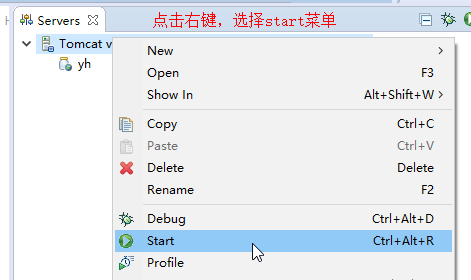 Servers
点击右键，选择start菜单
Tomcat v
yh
New
Open F3
Show In Alt+Shift+W
Copy Ctrl+C
Paste Ctrl+V
Delete Delete
Rename F2
Debug Ctrl+Alt+D
Start Ctrl+Alt+R
Profile